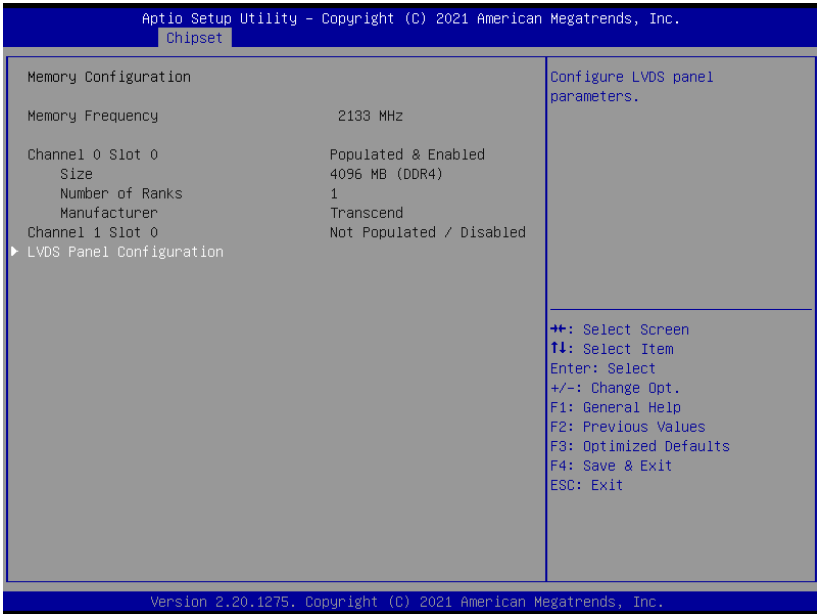 Aptio Setup Utility – Copyright (C) 2021 American Megatrends, Inc.
Chipset
Memory Configuration
Memory Frequency 2133 MHz
Channel 0 Slot 0 Populated & Enabled
Size 4096 MB (DDR4)
Number of Ranks 1
Manufacturer Transcend
Channel 1 Slot 0 Not Populated / Disabled
▶ LVDS Panel Configuration
Configure LVDS panel
parameters.
→←: Select Screen
↑↓: Select Item
Enter: Select
+/-: Change Opt.
F1: General Help
F2: Previous Values
F3: Optimized Defaults
F4: Save & Exit
ESC: Exit
Version 2.20.1275. Copyright (C) 2021 American Megatrends, Inc.